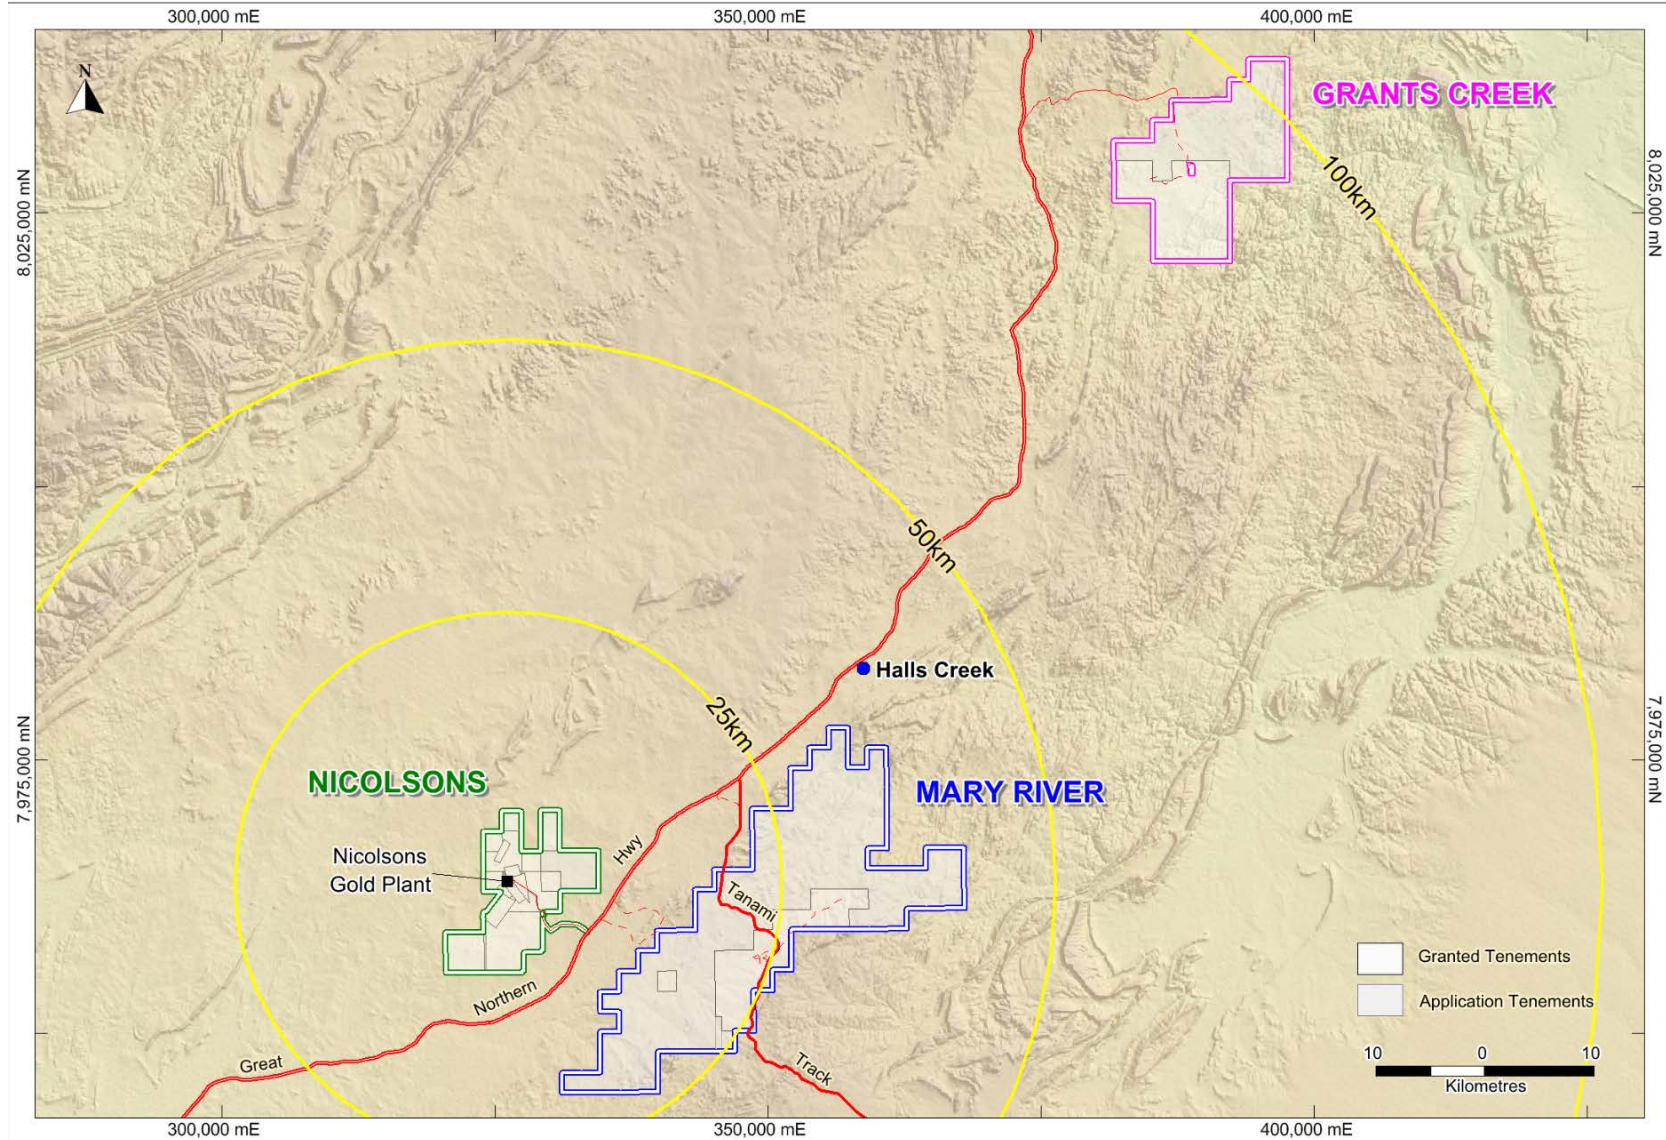 300,000 mE
350,000 mE
400,000 mE
N
GRANTS CREEK
8,025,000 mN
8,025,000 mN
100km
50km
Halls Creek
25km
7,975,000 mN
7,975,000 mN
NICOLSONS
MARY RIVER
Nicolsons
Gold Plant
Hwy
Tanami
Northern
Great
Track
Granted Tenements
Application Tenements
10 0 10
Kilometres
300,000 mE
350,000 mE
400,000 mE